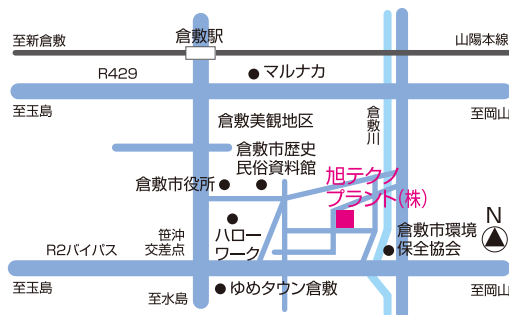 倉敷駅
至新倉敷
山陽本線
R429
マルナカ
至玉島
至岡山
倉敷美観地区
倉敷川
倉敷市歴史
民俗資料館
旭テクノ
プラント(株)
倉敷市役所
N
笹沖
交差点
ハロー
ワーク
倉敷市環境
保全協会
R2バイパス
至玉島
至水島
ゆめタウン倉敷
至岡山